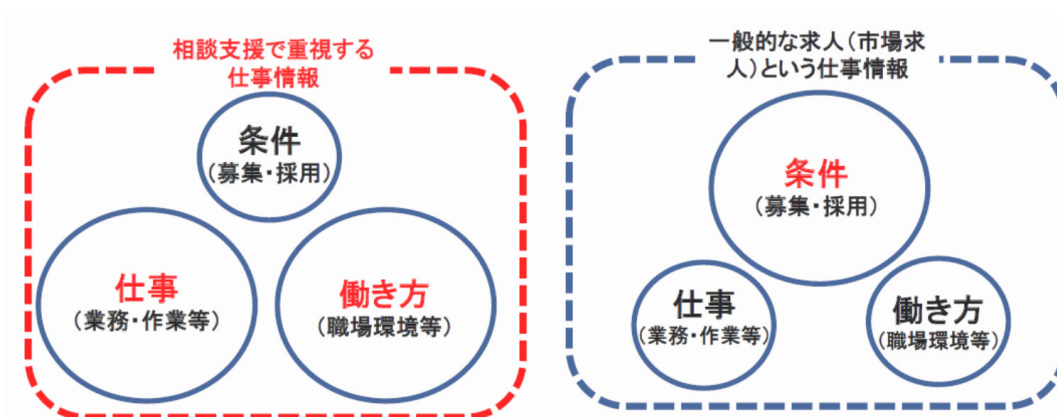 相談支援で重視する
仕事情報
条件
（募集・採用）
仕事
（業務・作業等）
働き方
（職場環境等）
一般的な求人（市場求
人）という仕事情報
条件
（募集・採用）
仕事
（業務・作業等）
働き方
（職場環境等）